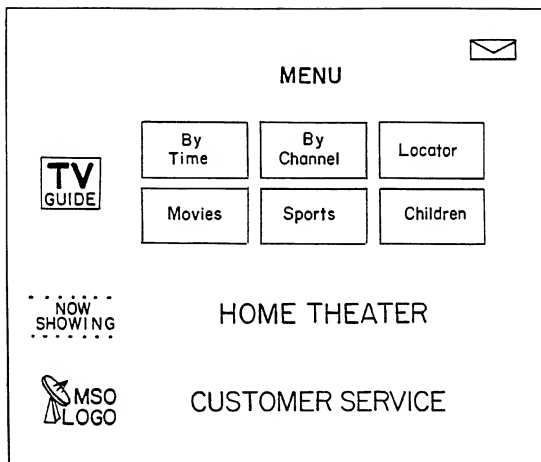 MENU
By
Time
By
Channel
Locator
TV
GUIDE
Movies
Sports
Children
NOW
SHOWING
HOME THEATER
MSO
LOGO
CUSTOMER SERVICE